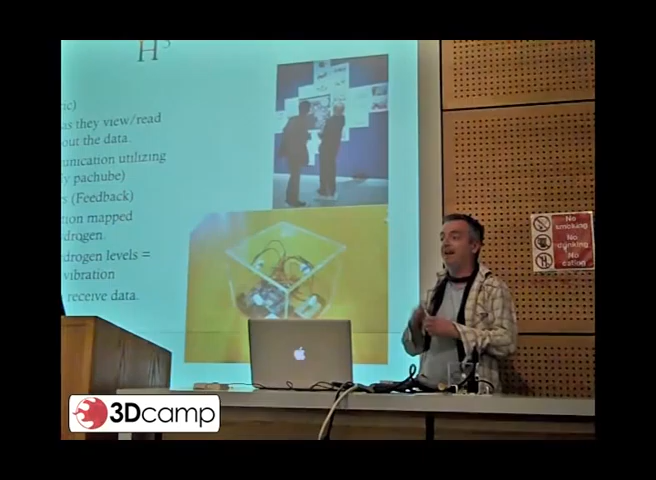 H³
as they view/read
out the data.
unication utilizing
y pachube)
s (Feedback)
tion mapped
drogen.
drogen levels =
vibration
receive data.
No
smoking
No
drinking
No
eating
3Dcamp